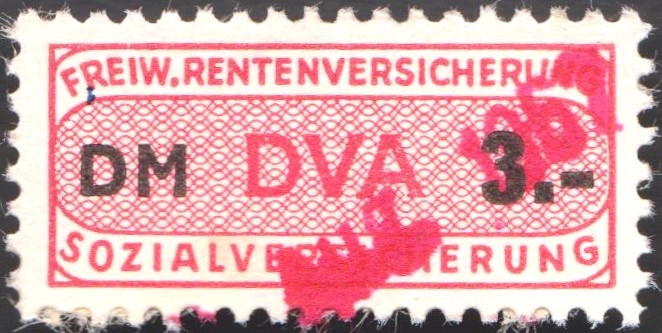 FREIW. RENTENVERSICHERUNG
DM DVA 3.-
SOZIALVERSICHERUNG